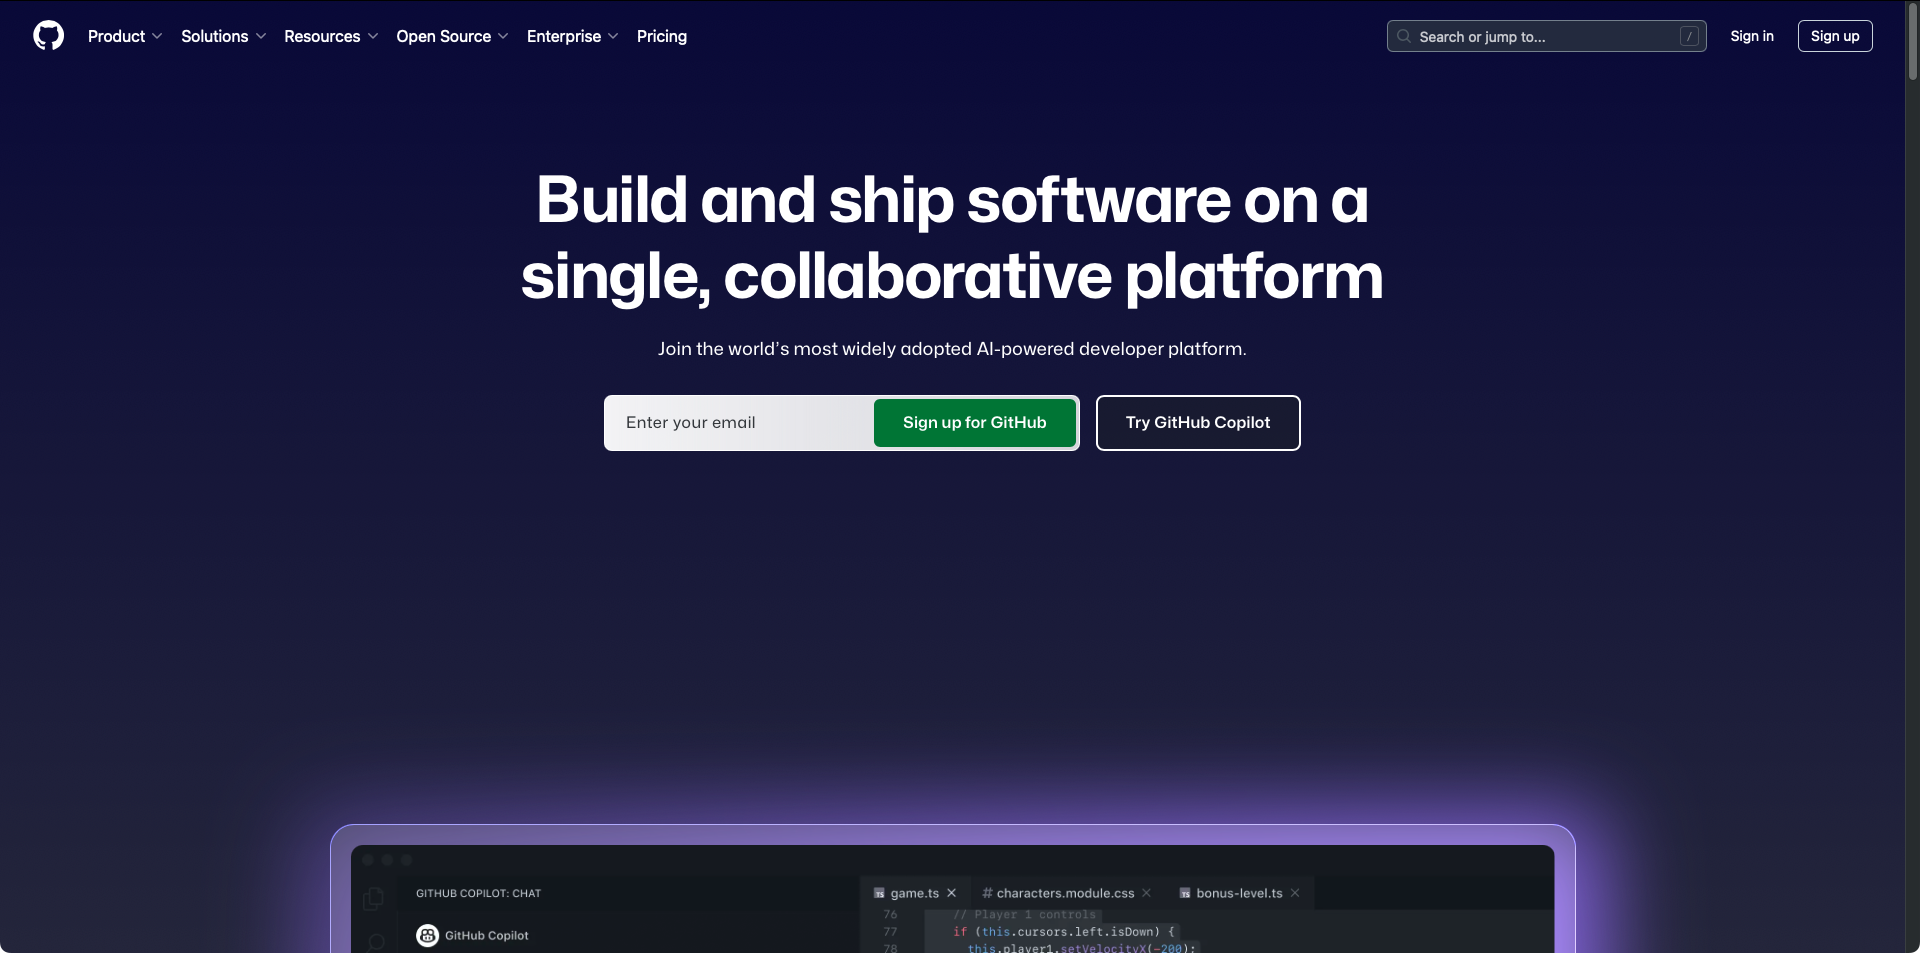 Product
Solutions
Resources
Open Source
Enterprise
Pricing
Search or jump to...
/
Sign in
Sign up
Build and ship software on a
single, collaborative platform
Join the world's most widely adopted AI-powered developer platform.
Enter your email
Sign up for GitHub
Try GitHub Copilot
GITHUB COPILOT: CHAT
GitHub Copilot
TS game.ts
# characters.module.css
TS bonus-level.ts
76 // Player 1 controls
77 if (this.cursors.left.isDown) {
78 this.player1.setVelocityX(-200);